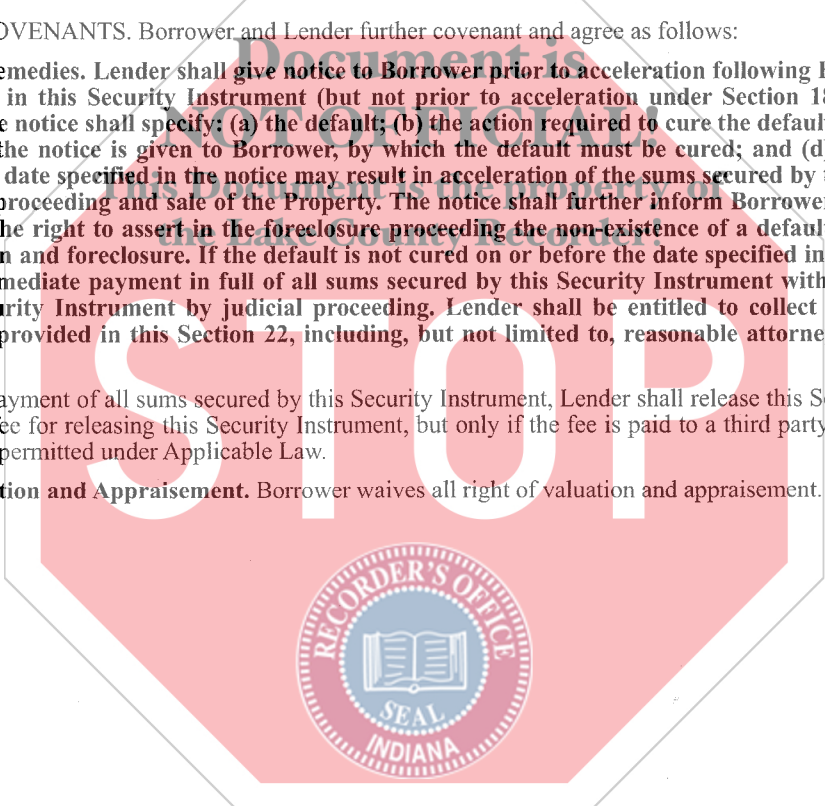 OVENANTS. Borrower and Lender further covenant and agree as follows:
Document is
emedies. Lender shall give notice to Borrower prior to acceleration following
in this Security Instrument (but not prior to acceleration under Section 18
NOT OFFICIAL!
e notice shall specify: (a) the default; (b) the action required to cure the defaul
the notice is given to Borrower, by which the default must be cured; and (d)
date specified in the notice may result in acceleration of the sums secured by
This Document is the property of
proceeding and sale of the Property. The notice shall further inform Borrowe
he right to assert in the foreclosure proceeding the non-existence of a defaul
the Lake County Recorder!
n and foreclosure. If the default is not cured on or before the date specified in
mediate payment in full of all sums secured by this Security Instrument with
urity Instrument by judicial proceeding. Lender shall be entitled to collect
provided in this Section 22, including, but not limited to, reasonable attorne
STOP
ayment of all sums secured by this Security Instrument, Lender shall release this S
ee for releasing this Security Instrument, but only if the fee is paid to a third party
permitted under Applicable Law.
tion and Appraisement. Borrower waives all right of valuation and appraisement.
RECORDER'S OFFICE
SEAL
INDIANA